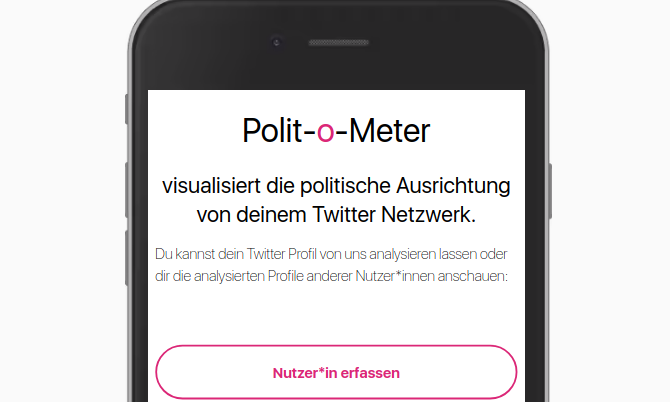 Polit-o-Meter
visualisiert die politische Ausrichtung
von deinem Twitter Netzwerk.
Du kannst dein Twitter Profil von uns analysieren lassen oder
dir die analysierten Profile anderer Nutzer*innen anschauen:
Nutzer*in erfassen